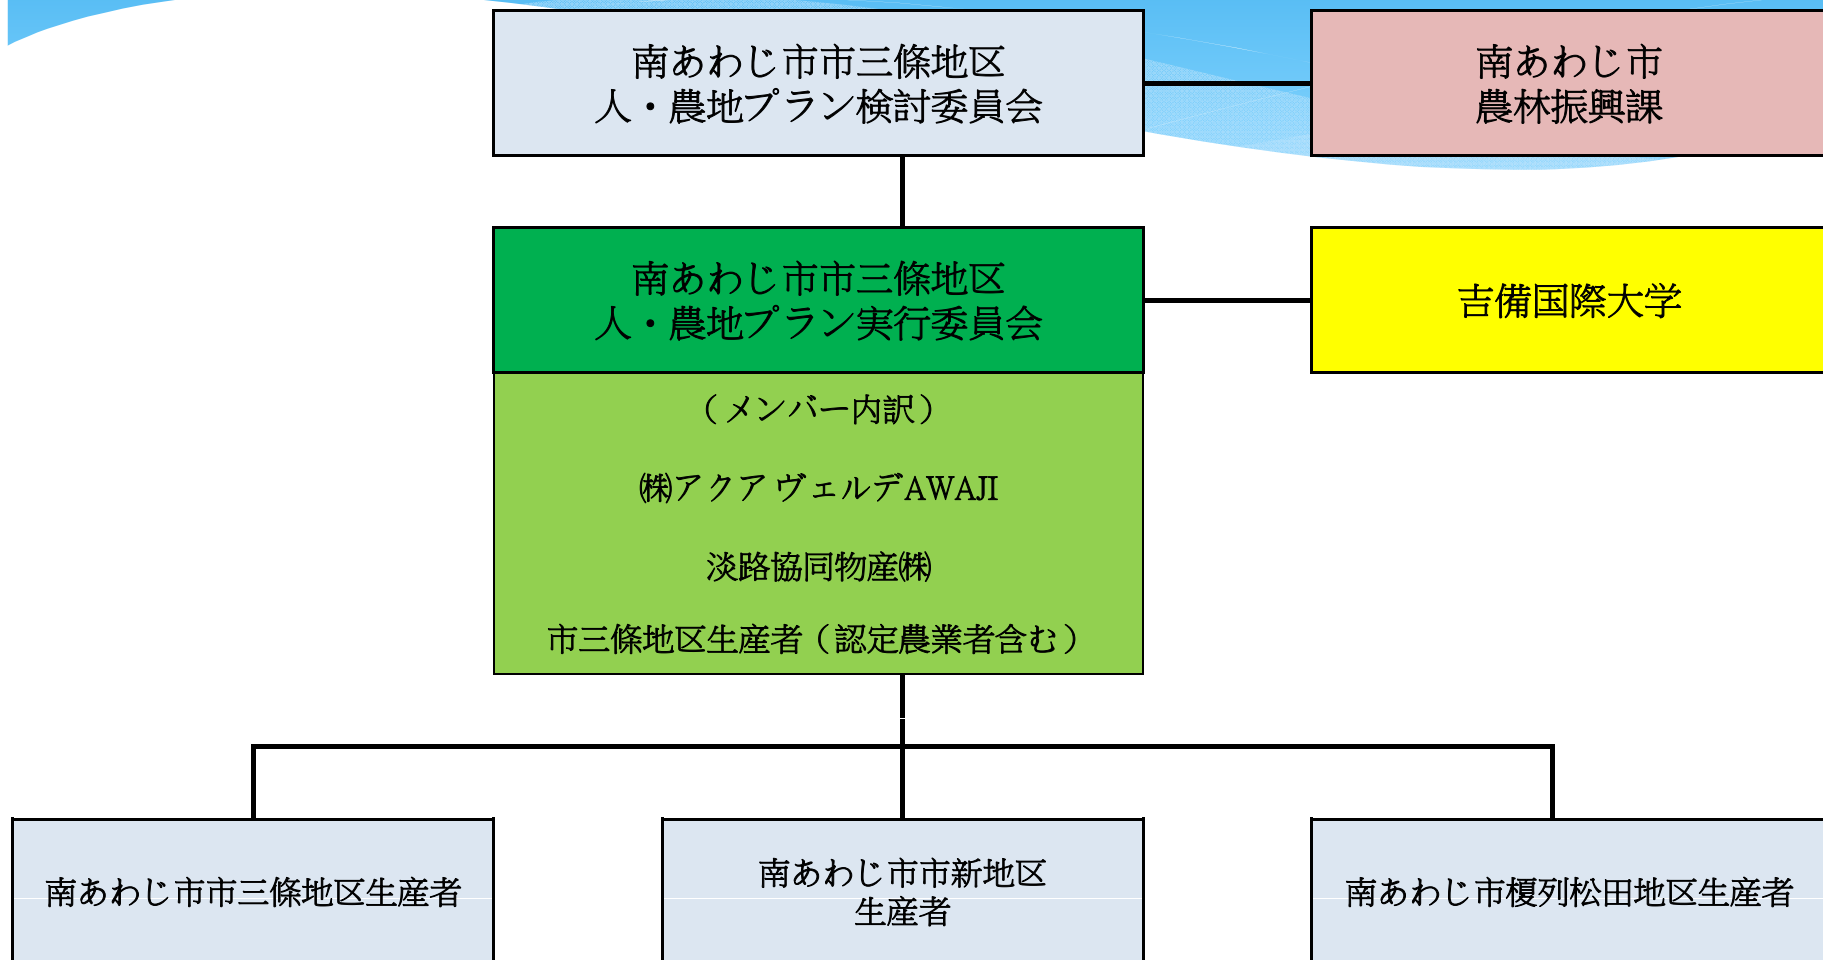 南あわじ市市三條地区
人・農地プラン検討委員会
南あわじ市
農林振興課
南あわじ市市三條地区
人・農地プラン実行委員会
吉備国際大学
（メンバー内訳）
㈱アクアヴェルデAWAJI
淡路協同物産㈱
市三條地区生産者（認定農業者含む）
南あわじ市市三條地区生産者
南あわじ市市新地区
生産者
南あわじ市榎列松田地区生産者